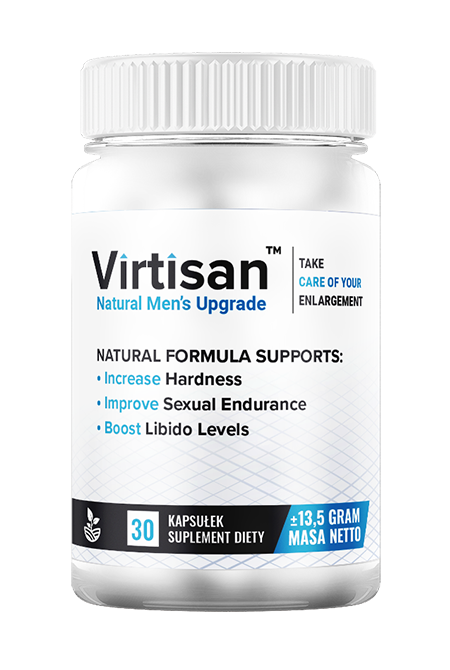 Virtisan™
Natural Men's Upgrade
TAKE
CARE OF YOUR
ENLARGEMENT
NATURAL FORMULA SUPPORTS:
• Increase Hardness
• Improve Sexual Endurance
• Boost Libido Levels
30
KAPSUŁEK
SUPLEMENT DIETY
±13,5 GRAM
MASA NETTO